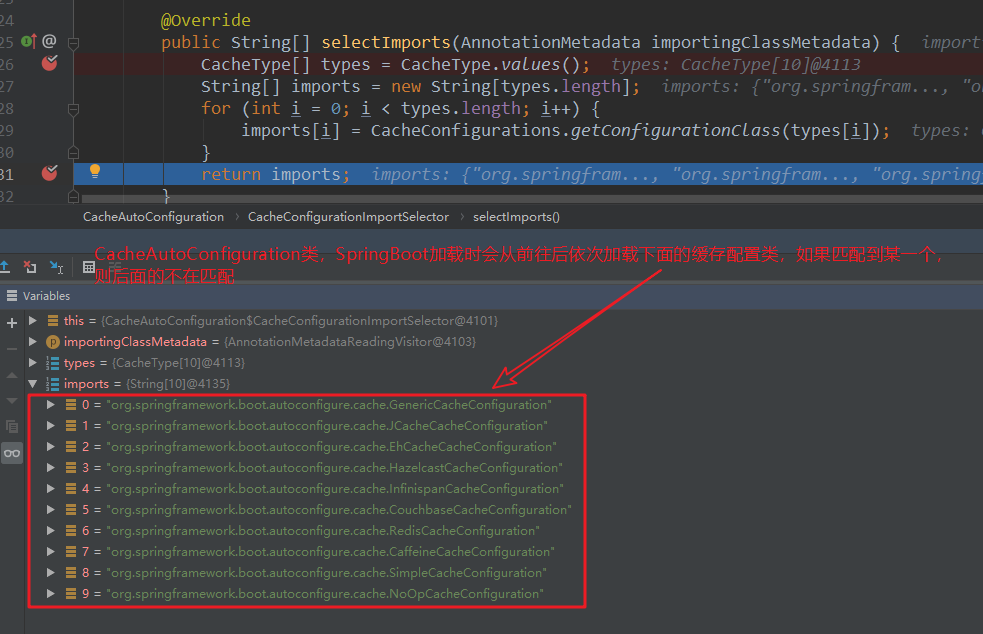 24 @Override
25 @ public String[] selectImports(AnnotationMetadata importingClassMetadata) { import
26 CacheType[] types = CacheType.values(); types: CacheType[10]@4113
27 String[] imports = new String[types.length]; imports: {"org.springfram..., "o
28 for (int i = 0; i < types.length; i++) {
29 imports[i] = CacheConfigurations.getConfigurationClass(types[i]); types:
30 }
31 return imports; imports: {"org.springfram..., "org.springfram..., "org.spring
32 }
CacheAutoConfiguration › CacheConfigurationImportSelector › selectImports()
CacheAutoConfiguration类，SpringBoot加载时会从前往后依次加载下面的缓存配置类，如果匹配到某一个，
则后面的不在匹配
Variables
this = {CacheAutoConfiguration$CacheConfigurationImportSelector@4101}
p importingClassMetadata = {AnnotationMetadataReadingVisitor@4103}
types = {CacheType[10]@4113}
imports = {String[10]@4135}
0 = "org.springframework.boot.autoconfigure.cache.GenericCacheConfiguration"
1 = "org.springframework.boot.autoconfigure.cache.JCacheCacheConfiguration"
2 = "org.springframework.boot.autoconfigure.cache.EhCacheCacheConfiguration"
3 = "org.springframework.boot.autoconfigure.cache.HazelcastCacheConfiguration"
4 = "org.springframework.boot.autoconfigure.cache.InfinispanCacheConfiguration"
5 = "org.springframework.boot.autoconfigure.cache.CouchbaseCacheConfiguration"
6 = "org.springframework.boot.autoconfigure.cache.RedisCacheConfiguration"
7 = "org.springframework.boot.autoconfigure.cache.CaffeineCacheConfiguration"
8 = "org.springframework.boot.autoconfigure.cache.SimpleCacheConfiguration"
9 = "org.springframework.boot.autoconfigure.cache.NoOpCacheConfiguration"